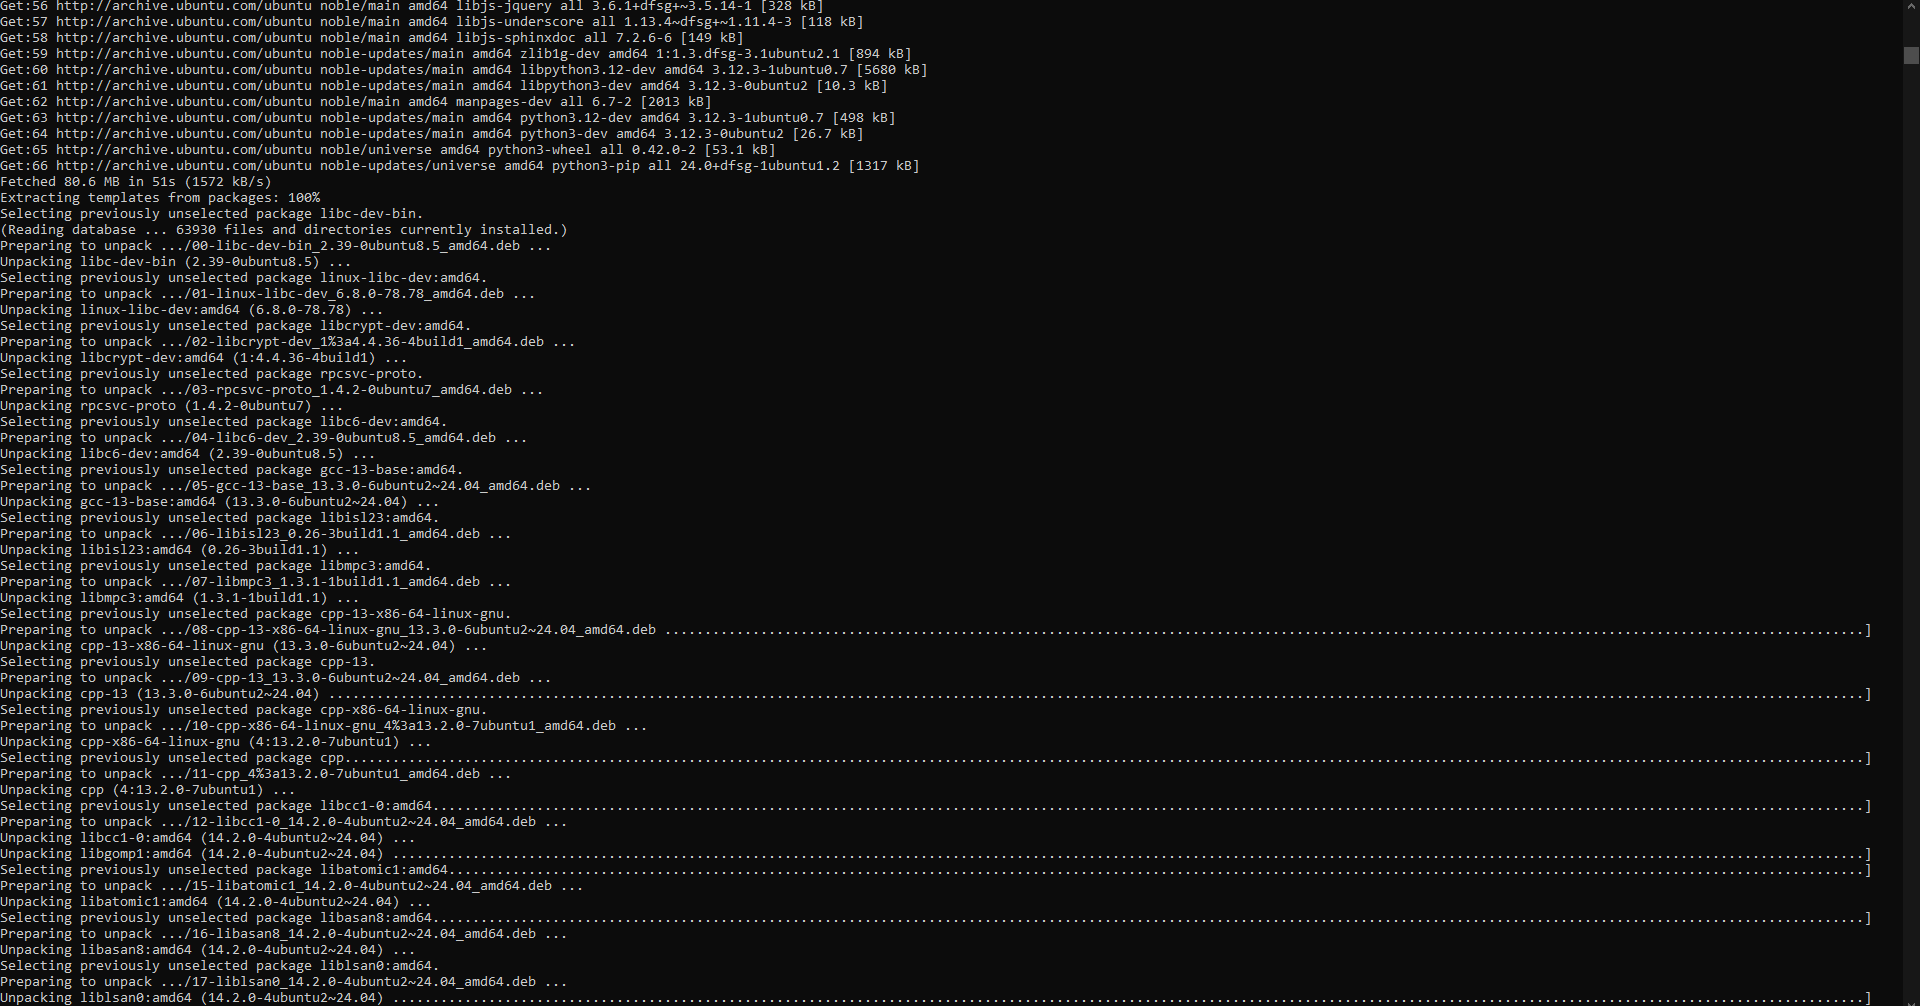 Get:56 http://archive.ubuntu.com/ubuntu noble/main amd64 libjs-jquery all 3.6.1+dfsg+~3.5.14-1 [328 kB]
Get:57 http://archive.ubuntu.com/ubuntu noble/main amd64 libjs-underscore all 1.13.4~dfsg+~1.11.4-3 [118 kB]
Get:58 http://archive.ubuntu.com/ubuntu noble/main amd64 libjs-sphinxdoc all 7.2.6-6 [149 kB]
Get:59 http://archive.ubuntu.com/ubuntu noble-updates/main amd64 zlib1g-dev amd64 1:1.3.dfsg-3.1ubuntu2.1 [894 kB]
Get:60 http://archive.ubuntu.com/ubuntu noble-updates/main amd64 libpython3.12-dev amd64 3.12.3-1ubuntu0.7 [5680 kB]
Get:61 http://archive.ubuntu.com/ubuntu noble-updates/main amd64 libpython3-dev amd64 3.12.3-0ubuntu2 [10.3 kB]
Get:62 http://archive.ubuntu.com/ubuntu noble/main amd64 manpages-dev all 6.7-2 [2013 kB]
Get:63 http://archive.ubuntu.com/ubuntu noble-updates/main amd64 python3.12-dev amd64 3.12.3-1ubuntu0.7 [498 kB]
Get:64 http://archive.ubuntu.com/ubuntu noble-updates/main amd64 python3-dev amd64 3.12.3-0ubuntu2 [26.7 kB]
Get:65 http://archive.ubuntu.com/ubuntu noble/universe amd64 python3-wheel all 0.42.0-2 [53.1 kB]
Get:66 http://archive.ubuntu.com/ubuntu noble-updates/universe amd64 python3-pip all 24.0+dfsg-1ubuntu1.2 [1317 kB]
Fetched 80.6 MB in 51s (1572 kB/s)
Extracting templates from packages: 100%
Selecting previously unselected package libc-dev-bin.
(Reading database ... 63930 files and directories currently installed.)
Preparing to unpack .../00-libc-dev-bin_2.39-0ubuntu8.5_amd64.deb ...
Unpacking libc-dev-bin (2.39-0ubuntu8.5) ...
Selecting previously unselected package linux-libc-dev:amd64.
Preparing to unpack .../01-linux-libc-dev_6.8.0-78.78_amd64.deb ...
Unpacking linux-libc-dev:amd64 (6.8.0-78.78) ...
Selecting previously unselected package libcrypt-dev:amd64.
Preparing to unpack .../02-libcrypt-dev_1%3a4.4.36-4build1_amd64.deb ...
Unpacking libcrypt-dev:amd64 (1:4.4.36-4build1) ...
Selecting previously unselected package rpcsvc-proto.
Preparing to unpack .../03-rpcsvc-proto_1.4.2-0ubuntu7_amd64.deb ...
Unpacking rpcsvc-proto (1.4.2-0ubuntu7) ...
Selecting previously unselected package libc6-dev:amd64.
Preparing to unpack .../04-libc6-dev_2.39-0ubuntu8.5_amd64.deb ...
Unpacking libc6-dev:amd64 (2.39-0ubuntu8.5) ...
Selecting previously unselected package gcc-13-base:amd64.
Preparing to unpack .../05-gcc-13-base_13.3.0-6ubuntu2~24.04_amd64.deb ...
Unpacking gcc-13-base:amd64 (13.3.0-6ubuntu2~24.04) ...
Selecting previously unselected package libisl23:amd64.
Preparing to unpack .../06-libisl23_0.26-3build1.1_amd64.deb ...
Unpacking libisl23:amd64 (0.26-3build1.1) ...
Selecting previously unselected package libmpc3:amd64.
Preparing to unpack .../07-libmpc3_1.3.1-1build1.1_amd64.deb ...
Unpacking libmpc3:amd64 (1.3.1-1build1.1) ...
Selecting previously unselected package cpp-13-x86-64-linux-gnu.
Preparing to unpack .../08-cpp-13-x86-64-linux-gnu_13.3.0-6ubuntu2~24.04_amd64.deb ......................................................................................................................................................]
Unpacking cpp-13-x86-64-linux-gnu (13.3.0-6ubuntu2~24.04) ...
Selecting previously unselected package cpp-13.
Preparing to unpack .../09-cpp-13_13.3.0-6ubuntu2~24.04_amd64.deb ...
Unpacking cpp-13 (13.3.0-6ubuntu2~24.04) ................................................................................................................................................................................................]
Selecting previously unselected package cpp-x86-64-linux-gnu.
Preparing to unpack .../10-cpp-x86-64-linux-gnu_4%3a13.2.0-7ubuntu1_amd64.deb ...
Unpacking cpp-x86-64-linux-gnu (4:13.2.0-7ubuntu1) ...
Selecting previously unselected package cpp..............................................................................................................................................................................................]
Preparing to unpack .../11-cpp_4%3a13.2.0-7ubuntu1_amd64.deb ...
Unpacking cpp (4:13.2.0-7ubuntu1) ...
Selecting previously unselected package libcc1-0:amd64...................................................................................................................................................................................]
Preparing to unpack .../12-libcc1-0_14.2.0-4ubuntu2~24.04_amd64.deb ...
Unpacking libcc1-0:amd64 (14.2.0-4ubuntu2~24.04) ...
Unpacking libgomp1:amd64 (14.2.0-4ubuntu2~24.04) ........................................................................................................................................................................................]
Selecting previously unselected package libatomic1:amd64.................................................................................................................................................................................]
Preparing to unpack .../15-libatomic1_14.2.0-4ubuntu2~24.04_amd64.deb ...
Unpacking libatomic1:amd64 (14.2.0-4ubuntu2~24.04) ...
Selecting previously unselected package libasan8:amd64...................................................................................................................................................................................]
Preparing to unpack .../16-libasan8_14.2.0-4ubuntu2~24.04_amd64.deb ...
Unpacking libasan8:amd64 (14.2.0-4ubuntu2~24.04) ...
Selecting previously unselected package liblsan0:amd64.
Preparing to unpack .../17-liblsan0_14.2.0-4ubuntu2~24.04_amd64.deb ...
Unpacking liblsan0:amd64 (14.2.0-4ubuntu2~24.04) ........................................................................................................................................................................................]